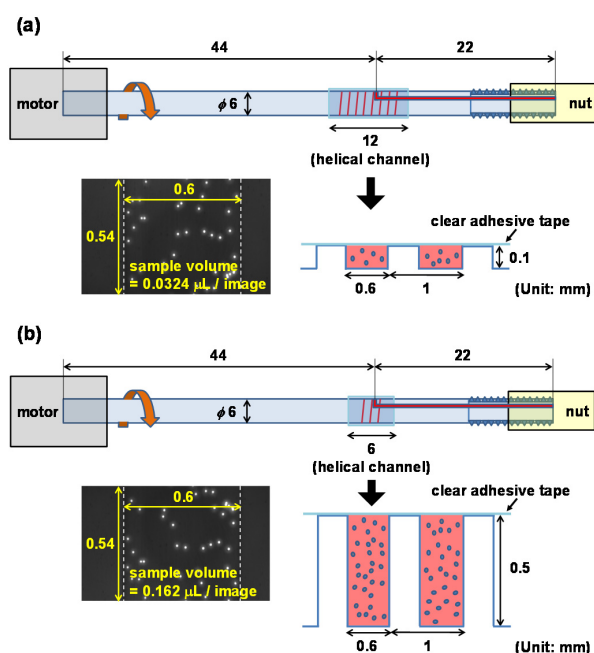 (a)
44
22
motor
ϕ 6
nut
12
(helical channel)
0.6
0.54
sample volume
= 0.0324 µL / image
clear adhesive tape
0.1
0.6
1
(Unit: mm)
(b)
44
22
motor
ϕ 6
nut
6
(helical channel)
0.6
0.54
sample volume
= 0.162 µL / image
clear adhesive tape
0.5
0.6
1
(Unit: mm)